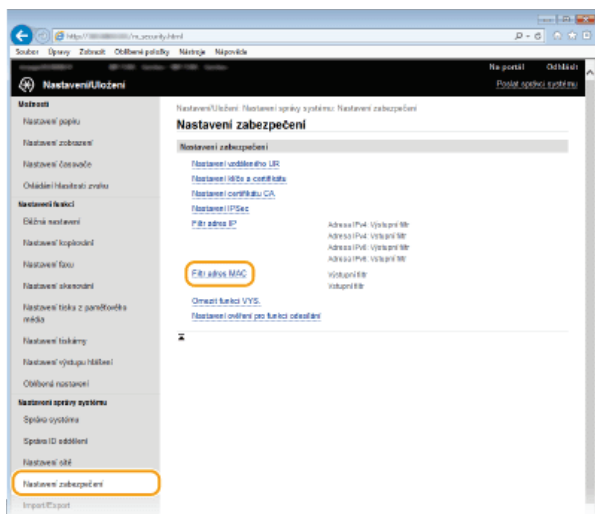 /m_security.html
Soubor Úpravy Zobrazit Oblíbené položky Nástroje Nápověda
Na portál Odhlásit
Nastavení/Uložení
Poslat správci systému
Možnosti
Nastavení papíru
Nastavení zobrazení
Nastavení časovače
Ovládání hlasitosti zvuku
Nastavení funkcí
Běžná nastavení
Nastavení kopírování
Nastavení faxu
Nastavení skenování
Nastavení tisku z paměťového
média
Nastavení tiskárny
Nastavení výstupu hlášení
Oblíbená nastavení
Nastavení správy systému
Správa systému
Správa ID oddělení
Nastavení sítě
Nastavení zabezpečení
Import/Export
Nastavení/Uložení: Nastavení správy systému: Nastavení zabezpečení
Nastavení zabezpečení
Nastavení zabezpečení
Nastavení vzdáleného UR
Nastavení klíče a certifikátu
Nastavení certifikátu CA
Nastavení IPSec
Filtr adres IP
Adresa IPv4: Výstupní filtr
Adresa IPv4: Vstupní filtr
Adresa IPv6: Výstupní filtr
Adresa IPv6: Vstupní filtr
Filtr adres MAC
Výstupní filtr
Vstupní filtr
Omezit funkci VYS.
Nastavení ověření pro funkci odesílání